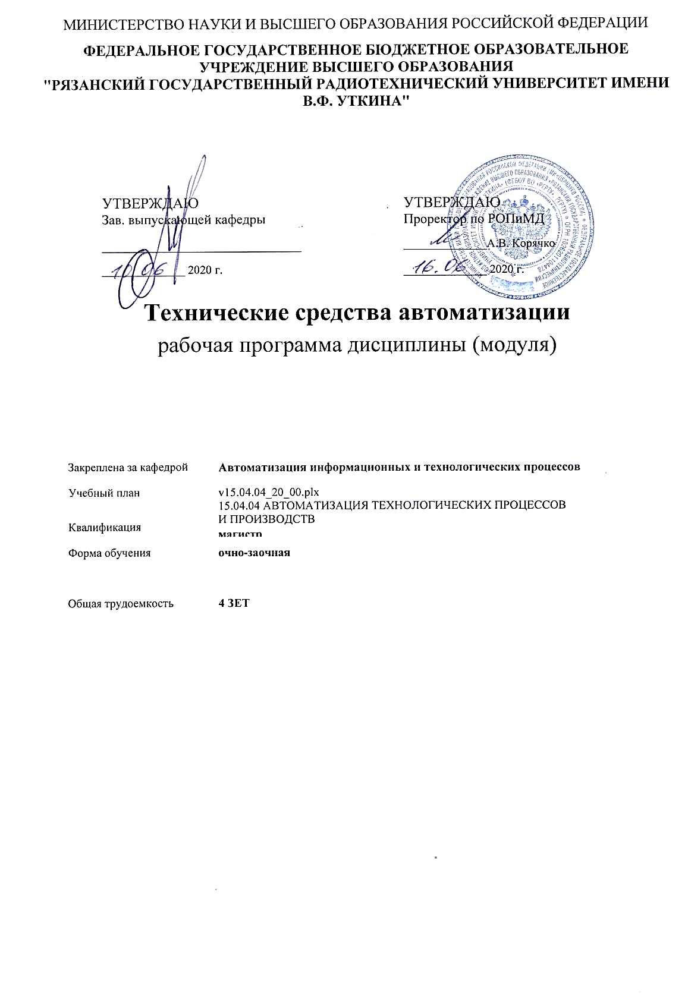 МИНИСТЕРСТВО НАУКИ И ВЫСШЕГО ОБРАЗОВАНИЯ РОССИЙСКОЙ ФЕДЕРАЦИИ
ФЕДЕРАЛЬНОЕ ГОСУДАРСТВЕННОЕ БЮДЖЕТНОЕ ОБРАЗОВАТЕЛЬНОЕ
УЧРЕЖДЕНИЕ ВЫСШЕГО ОБРАЗОВАНИЯ
"РЯЗАНСКИЙ ГОСУДАРСТВЕННЫЙ РАДИОТЕХНИЧЕСКИЙ УНИВЕРСИТЕТ ИМЕНИ
В.Ф. УТКИНА"
УТВЕРЖДАЮ
Зав. выпускающей кафедры
10 06 2020 г.
УТВЕРЖДАЮ
Проректор по РОПиМД
А.В. Корячко
16.06 2020 г.
Технические средства автоматизации
рабочая программа дисциплины (модуля)
Закреплена за кафедрой Автоматизация информационных и технологических процессов
Учебный план v15.04.04_20_00.plx
15.04.04 АВТОМАТИЗАЦИЯ ТЕХНОЛОГИЧЕСКИХ ПРОЦЕССОВ
И ПРОИЗВОДСТВ
Квалификация магистр
Форма обучения очно-заочная
Общая трудоемкость 4 ЗЕТ